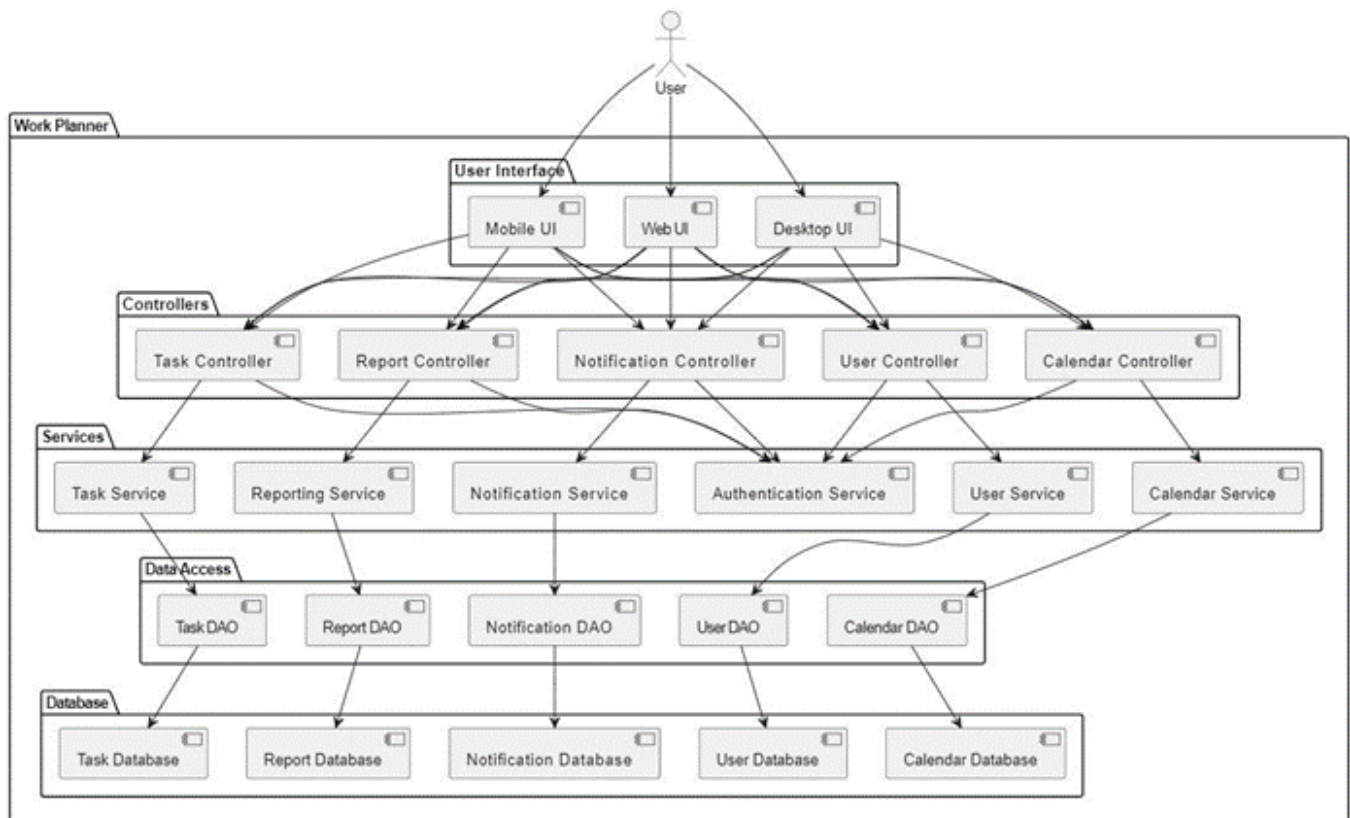 User
Work Planner
User Interface
Mobile UI
Web UI
Desktop UI
Controllers
Task Controller
Report Controller
Notification Controller
User Controller
Calendar Controller
Services
Task Service
Reporting Service
Notification Service
Authentication Service
User Service
Calendar Service
Data Access
Task DAO
Report DAO
Notification DAO
User DAO
Calendar DAO
Database
Task Database
Report Database
Notification Database
User Database
Calendar Database